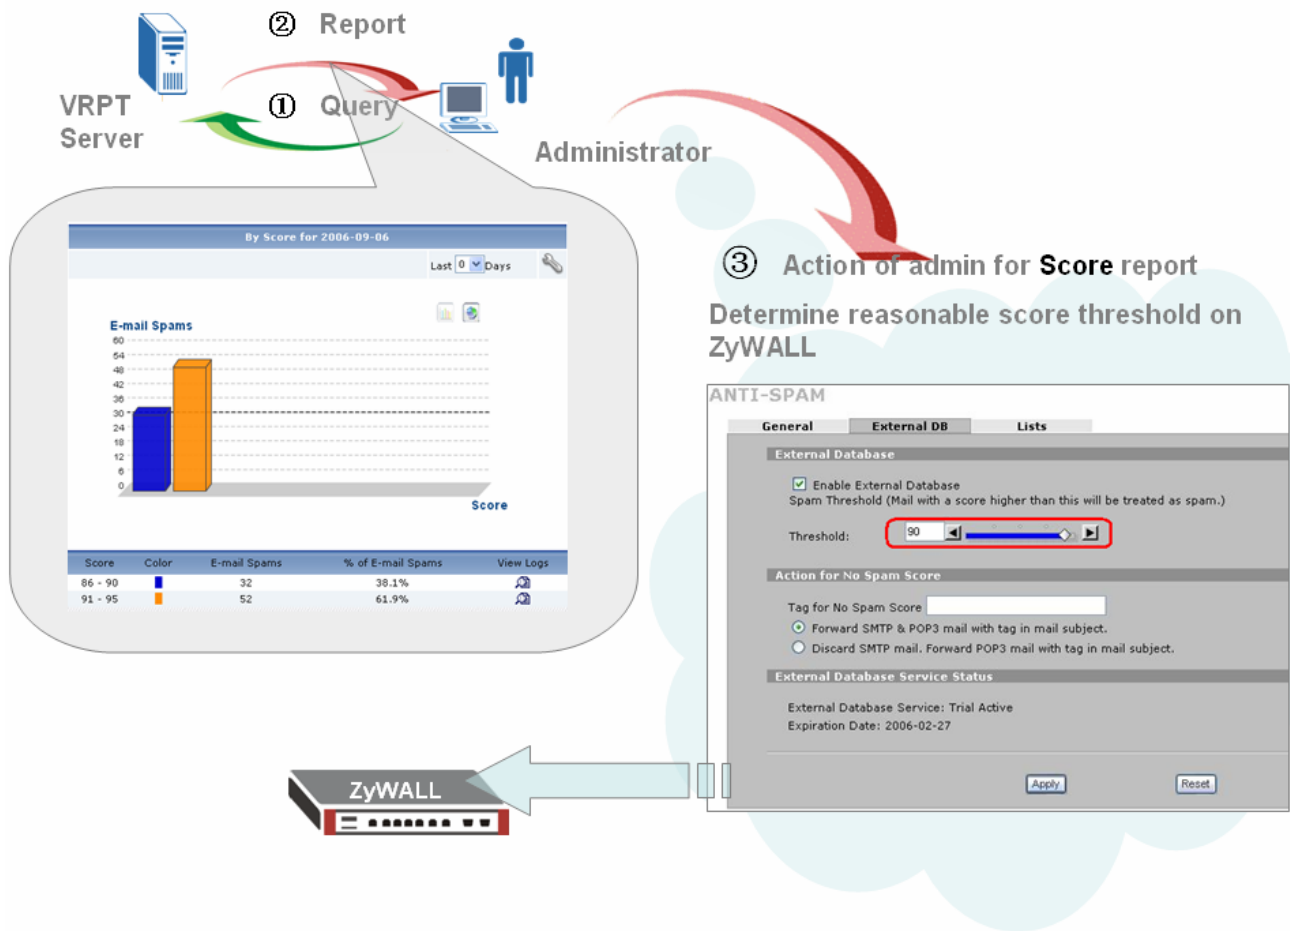 ② Report
① Query
VRPT
Server
Administrator
By Score for 2006-09-06
Last 0 Days
E-mail Spams
60
54
48
42
36
30
24
18
12
6
0
Score
Score Color E-mail Spams % of E-mail Spams View Logs
86 - 90 32 38.1%
91 - 95 52 61.9%
③ Action of admin for Score report
Determine reasonable score threshold on
ZyWALL
ANTI-SPAM
General External DB Lists
External Database
Enable External Database
Spam Threshold (Mail with a score higher than this will be treated as spam.)
Threshold: 90
Action for No Spam Score
Tag for No Spam Score
Forward SMTP & POP3 mail with tag in mail subject.
Discard SMTP mail. Forward POP3 mail with tag in mail subject.
External Database Service Status
External Database Service: Trial Active
Expiration Date: 2006-02-27
Apply Reset
ZyWALL